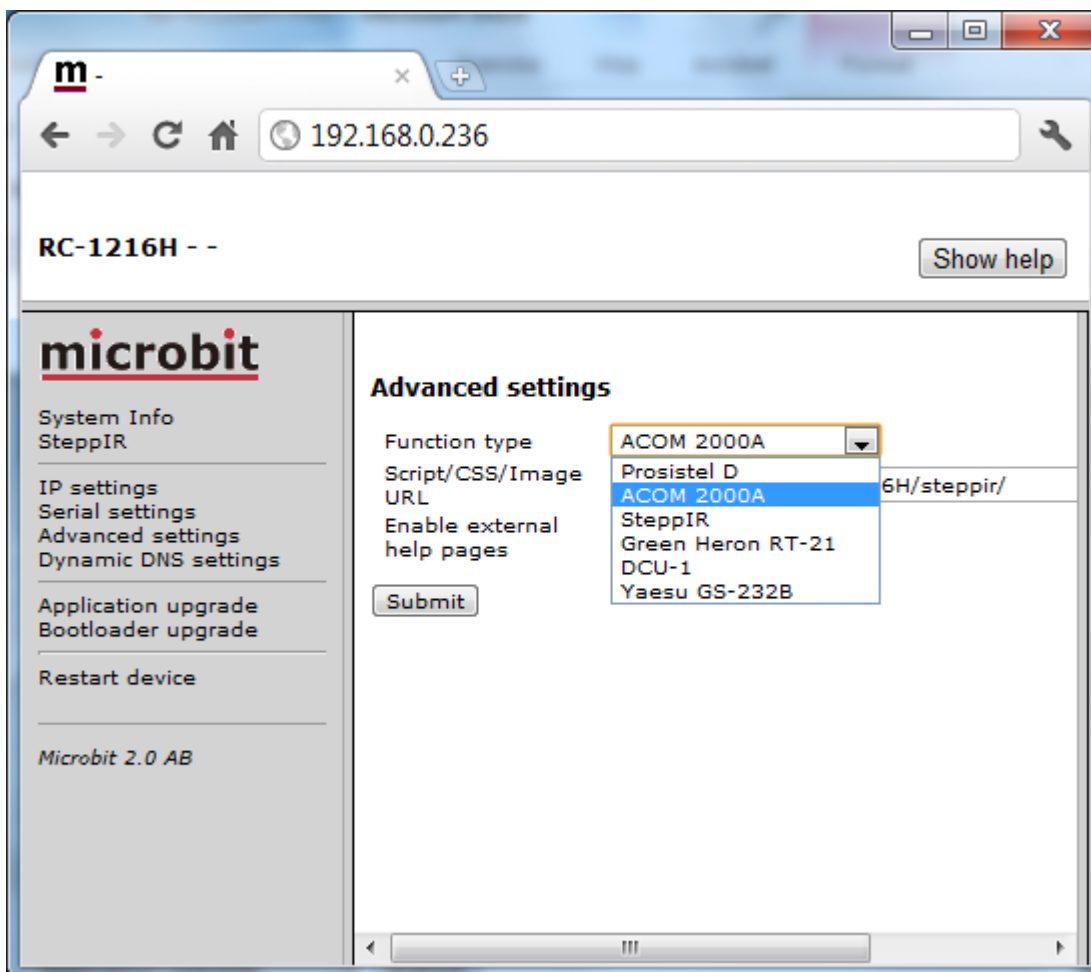 m -
192.168.0.236
RC-1216H - -
Show help
microbit
System Info
SteppIR
IP settings
Serial settings
Advanced settings
Dynamic DNS settings
Application upgrade
Bootloader upgrade
Restart device
Microbit 2.0 AB
Advanced settings
Function type
ACOM 2000A
Prosistel D
ACOM 2000A
SteppIR
Green Heron RT-21
DCU-1
Yaesu GS-232B
Script/CSS/Image
URL
6H/steppir/
Enable external
help pages
Submit